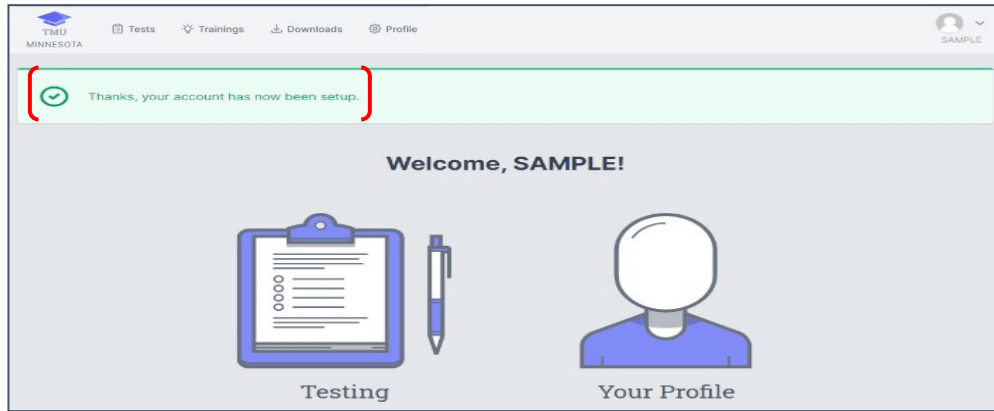 TMU
MINNESOTA
Tests
Trainings
Downloads
Profile
SAMPLE
Thanks, your account has now been setup.
Welcome, SAMPLE!
Testing
Your Profile